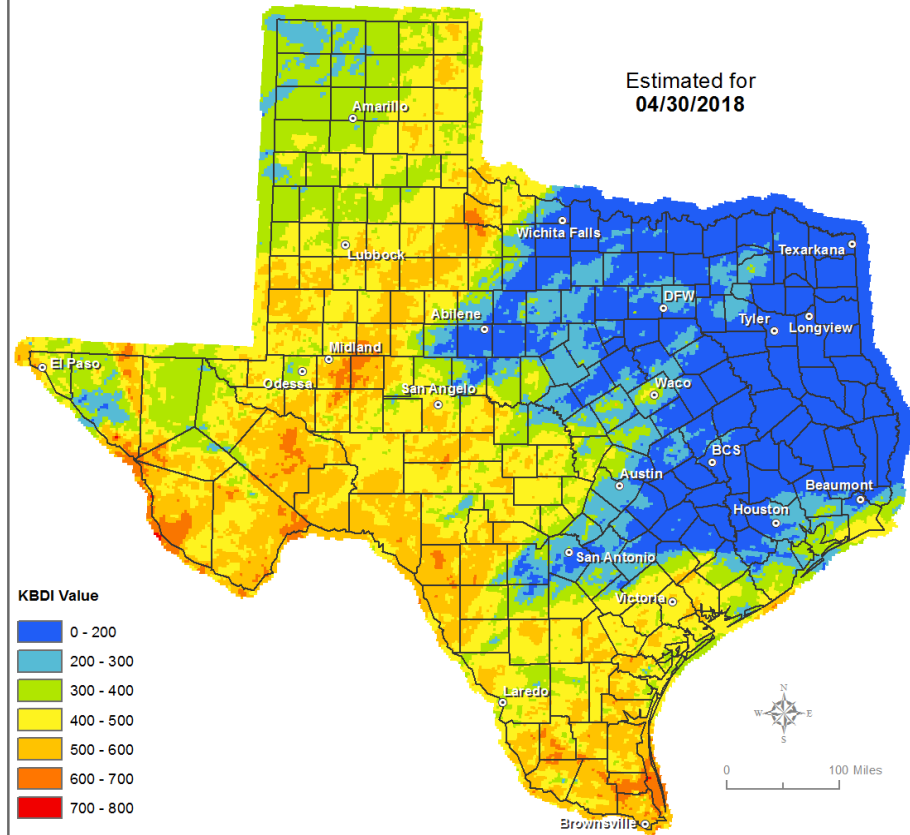 Estimated for
04/30/2018
Amarillo
Wichita Falls
Texarkana
Lubbock
DFW
Abilene
Tyler
Longview
Midland
El Paso
Odessa
San Angelo
Waco
BCS
Austin
Beaumont
Houston
San Antonio
Victoria
KBDI Value
0 - 200
200 - 300
300 - 400
400 - 500
500 - 600
600 - 700
700 - 800
Laredo
N
W E
S
0 100 Miles
Brownsville